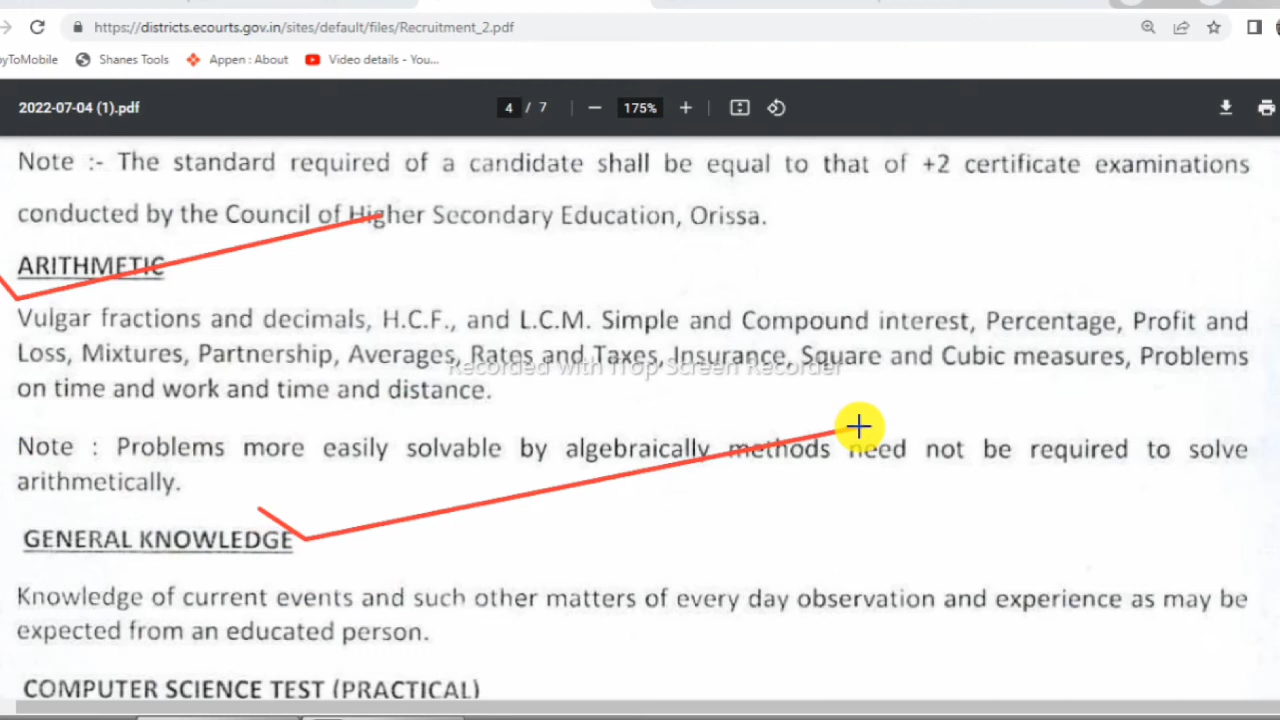 https://districts.ecourts.gov.in/sites/default/files/Recruitment_2.pdf
pyToMobile Shanes Tools Appen : About Video details - You...
2022-07-04 (1).pdf 4 / 7 — 175% +
Note :- The standard required of a candidate shall be equal to that of +2 certificate examinations
conducted by the Council of Higher Secondary Education, Orissa.
ARITHMETIC
Vulgar fractions and decimals, H.C.F., and L.C.M. Simple and Compound interest, Percentage, Profit and
Loss, Mixtures, Partnership, Averages, Rates and Taxes, Insurance, Square and Cubic measures, Problems
Recorded with iTop Screen Recorder
on time and work and time and distance.
Note : Problems more easily solvable by algebraically methods need not be required to solve
arithmetically.
GENERAL KNOWLEDGE
Knowledge of current events and such other matters of every day observation and experience as may be
expected from an educated person.
COMPUTER SCIENCE TEST (PRACTICAL)